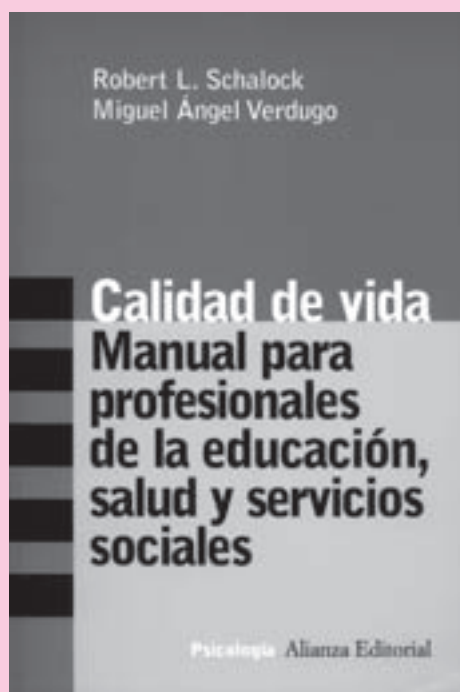 Robert L. Schalock
Miguel Ángel Verdugo
Calidad de vida
Manual para
profesionales
de la educación,
salud y servicios
sociales
Psicología Alianza Editorial